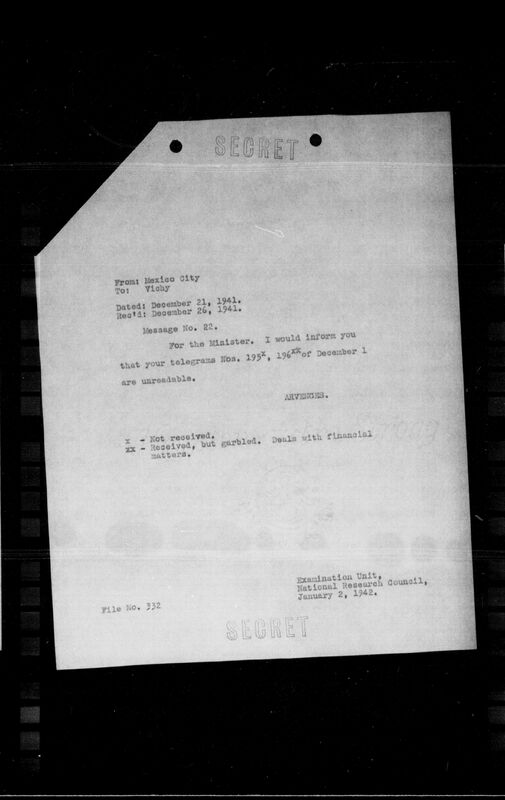 SECRET
From: Mexico City
To: Vichy
Dated: December 21, 1941.
Rec'd: December 26, 1941.
Message No. 22.
For the Minister. I would inform you
that your telegrams Nos. 195x, 196xx of December 1
are unreadable.
ARVENGES.
x - Not received.
xx - Received, but garbled. Deals with financial
matters.
Examination Unit,
National Research Council,
January 2, 1942.
File No. 332
SECRET